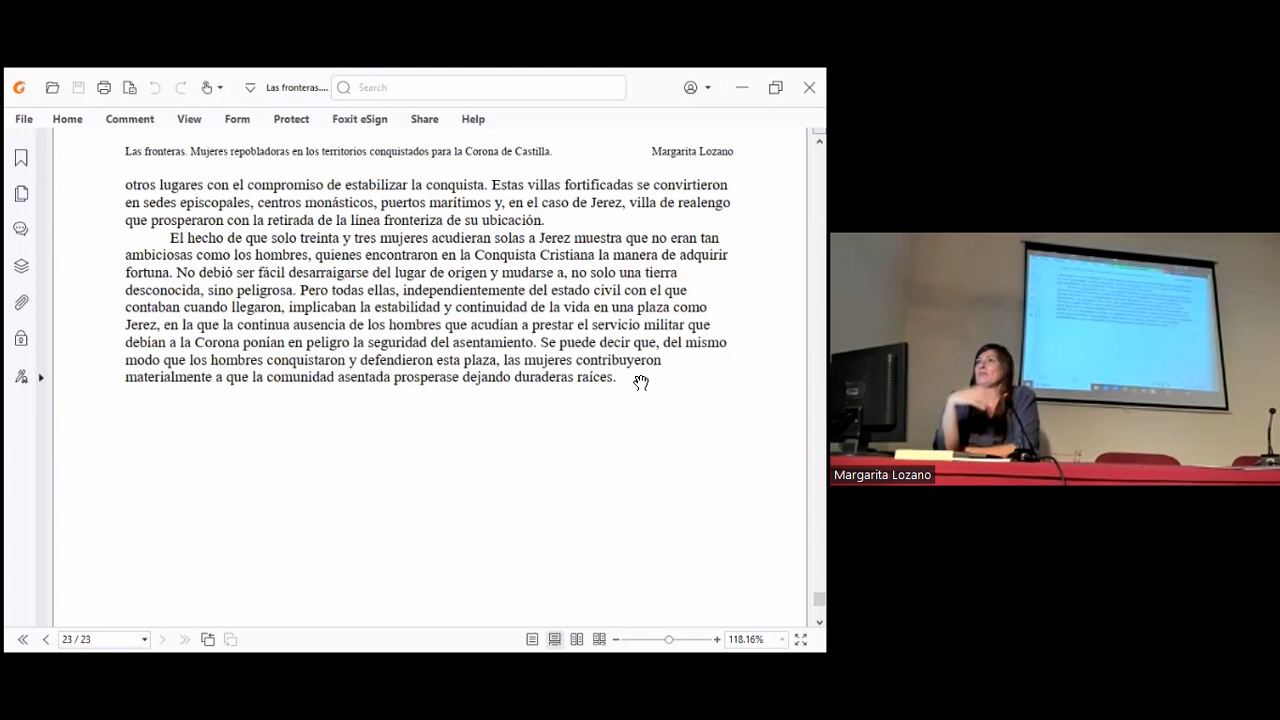 Las fronteras....
Search
File Home Comment View Form Protect Foxit eSign Share Help
Las fronteras. Mujeres repobladoras en los territorios conquistados para la Corona de Castilla. Margarita Lozano
otros lugares con el compromiso de estabilizar la conquista. Estas villas fortificadas se convirtieron
en sedes episcopales, centros monásticos, puertos marítimos y, en el caso de Jerez, villa de realengo
que prosperaron con la retirada de la línea fronteriza de su ubicación.
El hecho de que solo treinta y tres mujeres acudieran solas a Jerez muestra que no eran tan
ambiciosas como los hombres, quienes encontraron en la Conquista Cristiana la manera de adquirir
fortuna. No debió ser fácil desarraigarse del lugar de origen y mudarse a, no solo una tierra
desconocida, sino peligrosa. Pero todas ellas, independientemente del estado civil con el que
contaban cuando llegaron, implicaban la estabilidad y continuidad de la vida en una plaza como
Jerez, en la que la continua ausencia de los hombres que acudían a prestar el servicio militar que
debían a la Corona ponían en peligro la seguridad del asentamiento. Se puede decir que, del mismo
modo que los hombres conquistaron y defendieron esta plaza, las mujeres contribuyeron
materialmente a que la comunidad asentada prosperase dejando duraderas raíces.
23 / 23
118.16%
Margarita Lozano